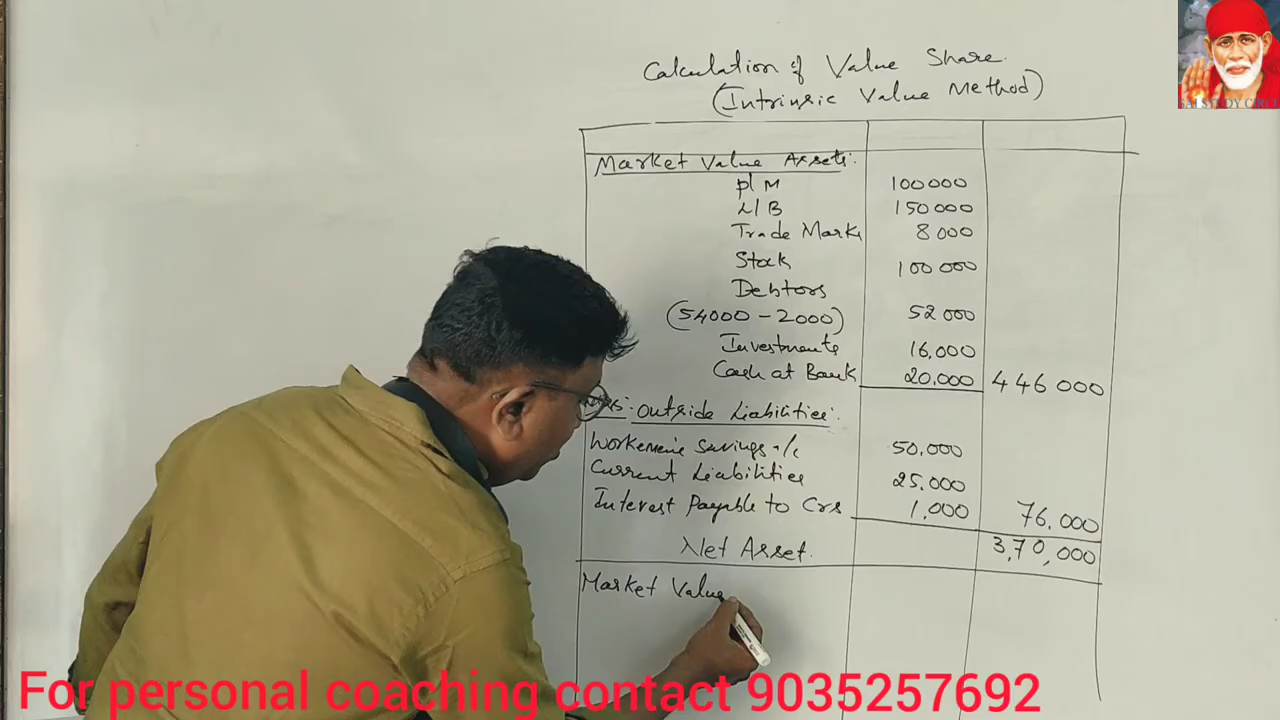 SAI STUDY CIRCLE
Calculation of Value Share.
(Intrinsic Value Method)
Market Value Assets:
P/M 100000
L/B 150000
Trade Mark 8000
Stock 100000
Debtors
(54000 - 2000) 52000
Investments 16,000
Cash at Bank 20,000 446000
outside Liabilities:
Workmen's Savings a/c 50,000
Current Liabilities 25,000
Interest Payable to Crs 1,000 76,000
Net Asset. 3,70,000
Market Value
For personal coaching contact 9035257692